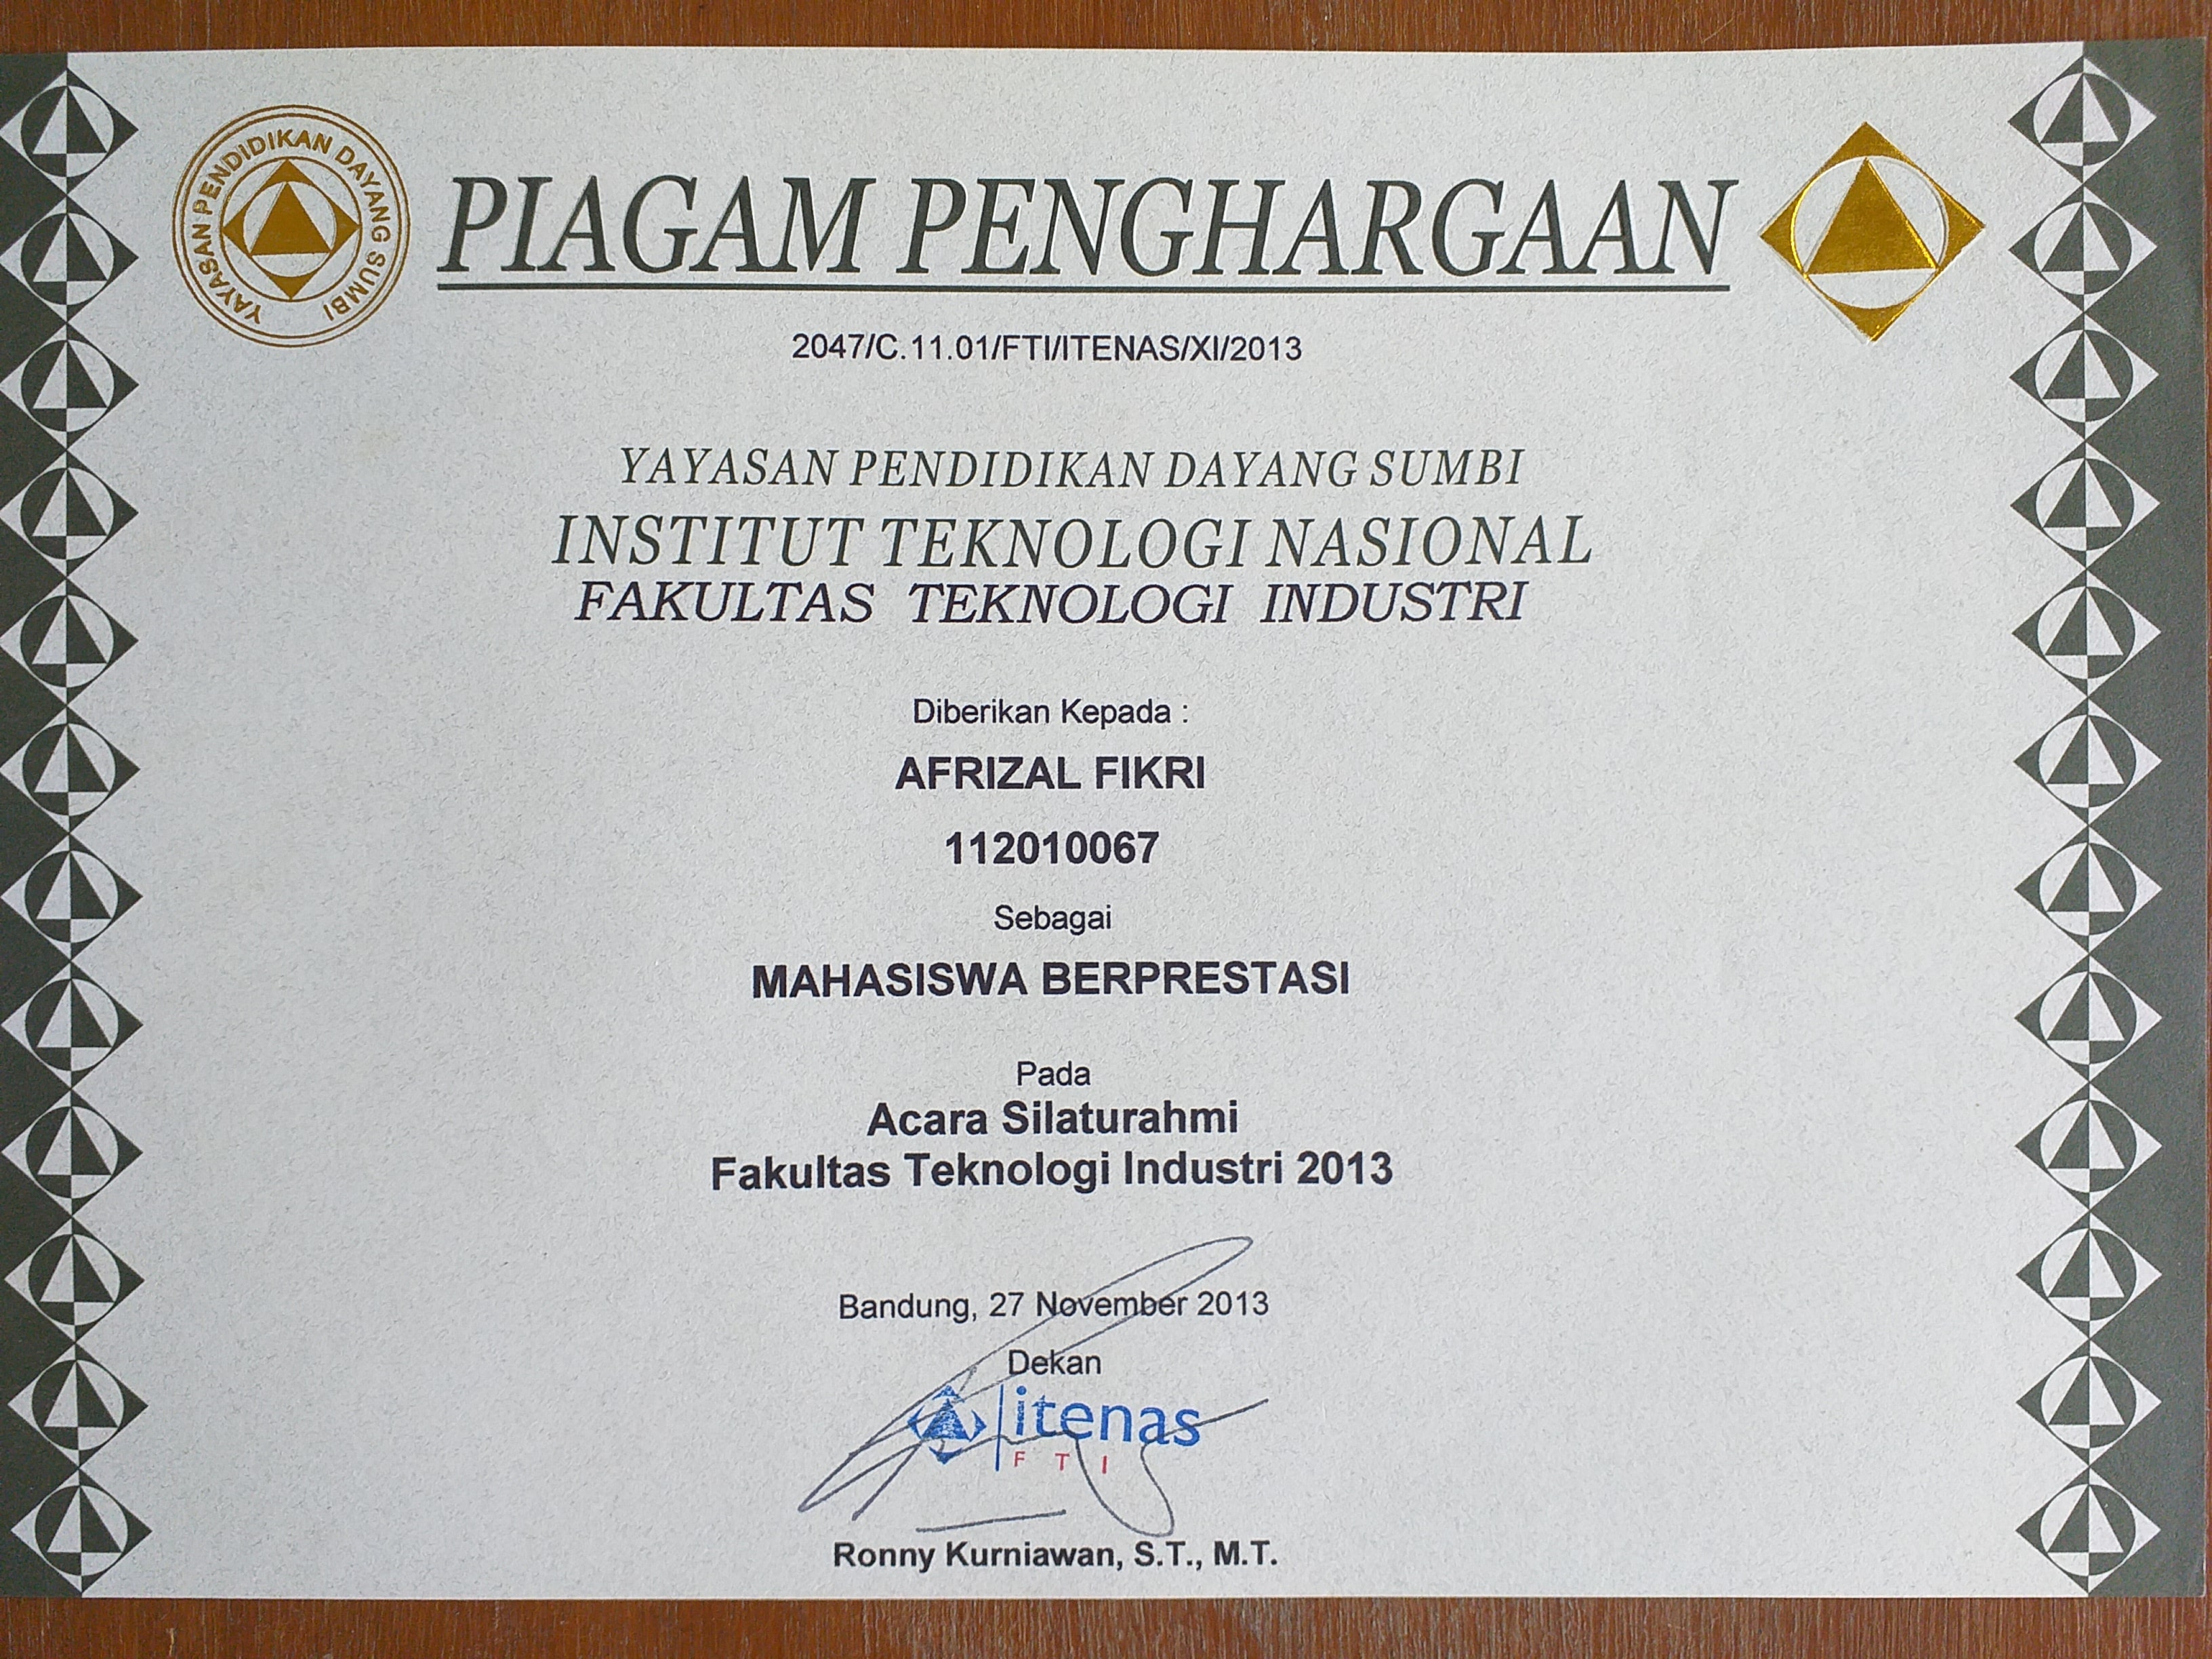 YAYASAN PENDIDIKAN DAYANG SUMBI
PIAGAM PENGHARGAAN
2047/C.11.01/FTI/ITENAS/XI/2013
YAYASAN PENDIDIKAN DAYANG SUMBI
INSTITUT TEKNOLOGI NASIONAL
FAKULTAS TEKNOLOGI INDUSTRI
Diberikan Kepada :
AFRIZAL FIKRI
112010067
Sebagai
MAHASISWA BERPRESTASI
Pada
Acara Silaturahmi
Fakultas Teknologi Industri 2013
Bandung, 27 November 2013
Dekan
itenas
F T I
Ronny Kurniawan, S.T., M.T.